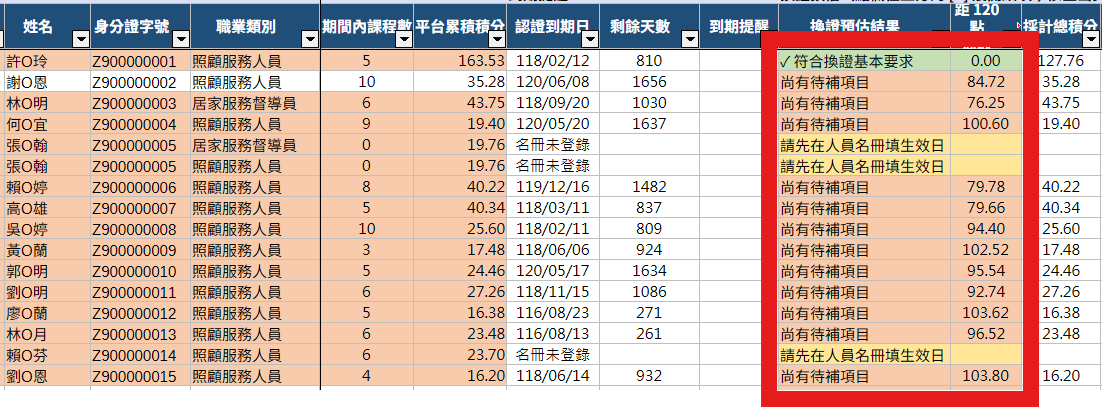 距 120
姓名 身分證字號 職業類別 期間內課程數 平台累積積分 認證到期日 剩餘天數 到期提醒 換證預估結果 點 採計總積分
許O玲 Z900000001 照顧服務人員 5 163.53 118/02/12 810 ✓ 符合換證基本要求 0.00 127.76
謝O恩 Z900000002 照顧服務人員 10 35.28 120/06/08 1656 尚有待補項目 84.72 35.28
林O明 Z900000003 居家服務督導員 6 43.75 118/09/20 1030 尚有待補項目 76.25 43.75
何O宜 Z900000004 照顧服務人員 9 19.40 120/05/20 1637 尚有待補項目 100.60 19.40
張O翰 Z900000005 居家服務督導員 0 19.76 名冊未登錄 請先在人員名冊填生效日
張O翰 Z900000005 照顧服務人員 0 19.76 名冊未登錄 請先在人員名冊填生效日
賴O婷 Z900000006 照顧服務人員 8 40.22 119/12/16 1482 尚有待補項目 79.78 40.22
高O雄 Z900000007 照顧服務人員 5 40.34 118/03/11 837 尚有待補項目 79.66 40.34
吳O婷 Z900000008 照顧服務人員 10 25.60 118/02/11 809 尚有待補項目 94.40 25.60
黃O蘭 Z900000009 照顧服務人員 3 17.48 118/06/06 924 尚有待補項目 102.52 17.48
郭O明 Z900000010 照顧服務人員 5 24.46 120/05/17 1634 尚有待補項目 95.54 24.46
劉O明 Z900000011 照顧服務人員 6 27.26 118/11/15 1086 尚有待補項目 92.74 27.26
廖O蘭 Z900000012 照顧服務人員 5 16.38 116/08/23 271 尚有待補項目 103.62 16.38
林O月 Z900000013 照顧服務人員 6 23.48 116/08/13 261 尚有待補項目 96.52 23.48
賴O芬 Z900000014 照顧服務人員 6 23.70 名冊未登錄 請先在人員名冊填生效日
劉O恩 Z900000015 照顧服務人員 4 16.20 118/06/14 932 尚有待補項目 103.80 16.20